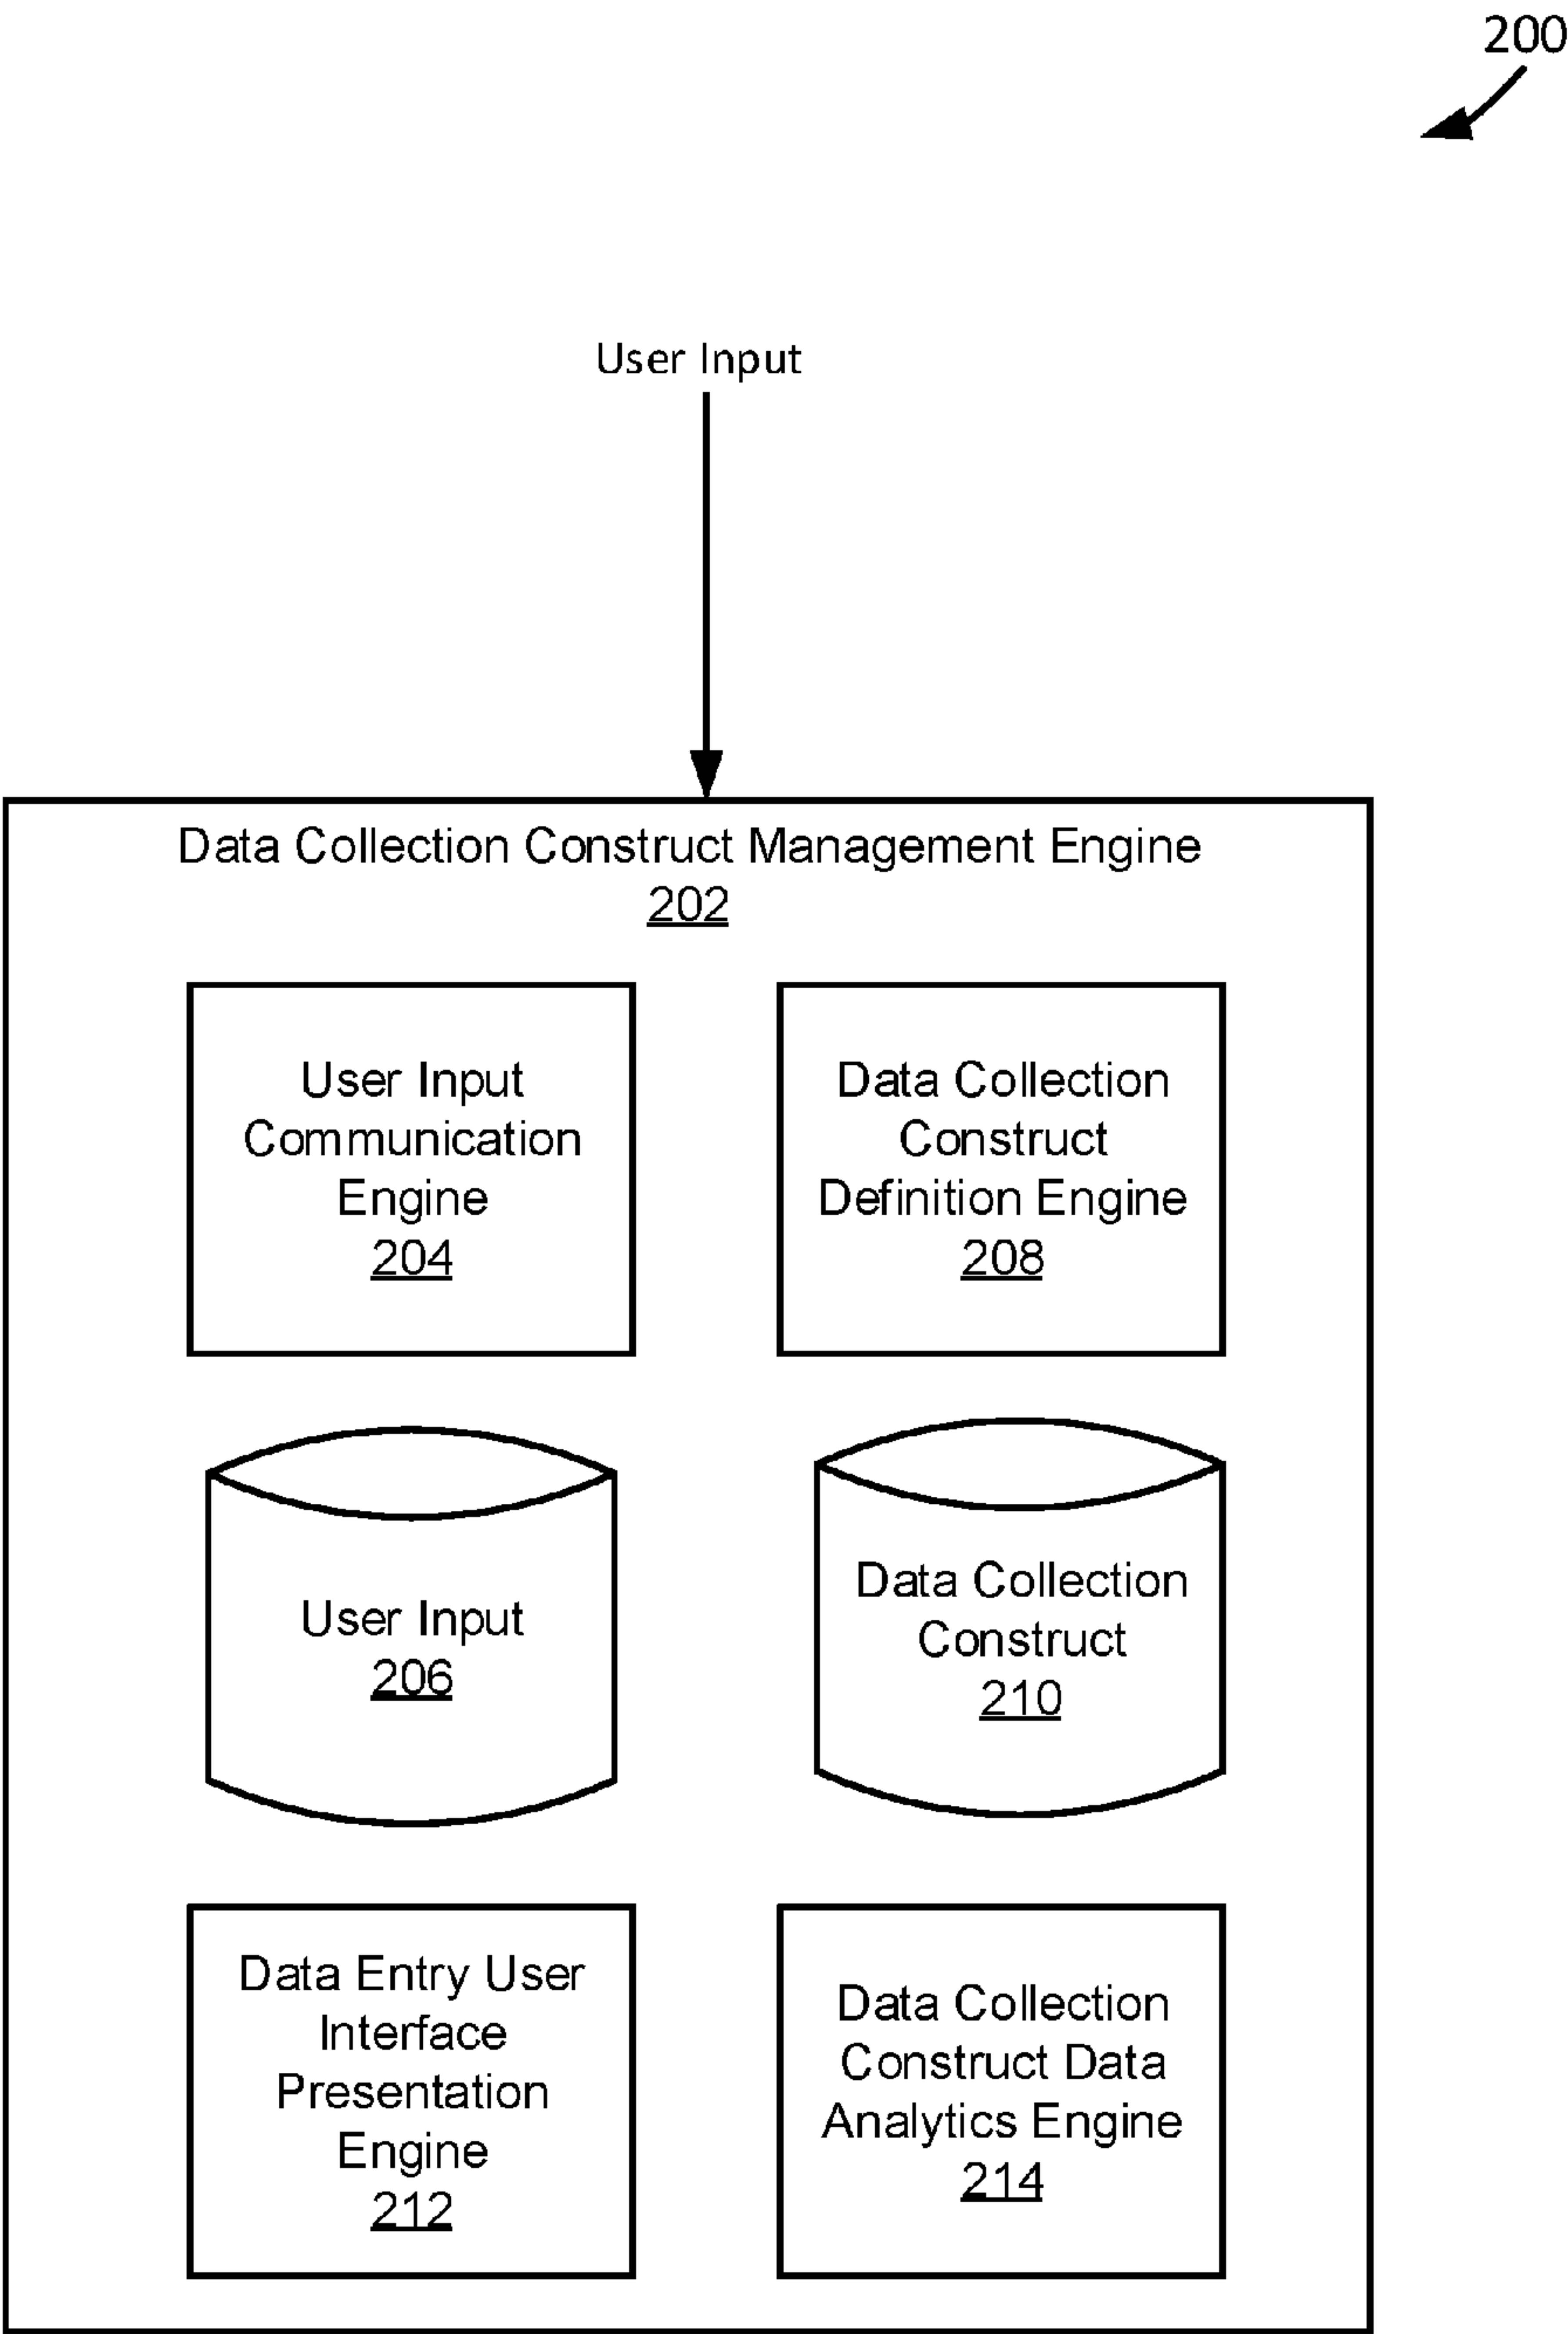 200
User Input
Data Collection Construct Management Engine
202
User Input
Communication
Engine
204
Data Collection
Construct
Definition Engine
208
User Input
206
Data Collection
Construct
210
Data Entry User
Interface
Presentation
Engine
212
Data Collection
Construct Data
Analytics Engine
214